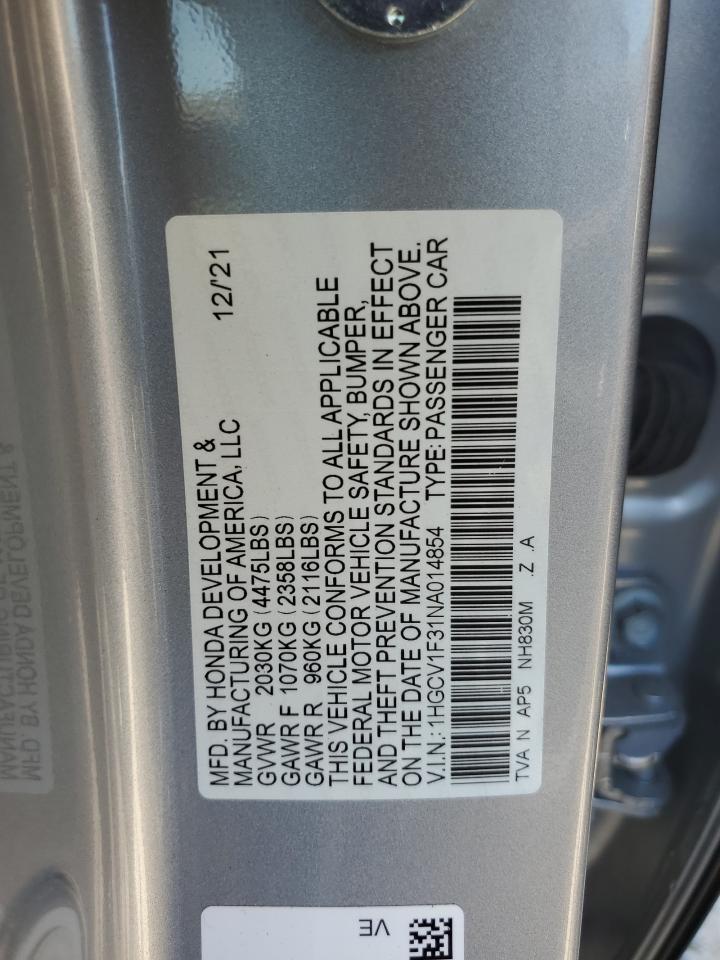 MFD. BY HONDA DEVELOPMENT & 12/'21
MANUFACTURING OF AMERICA, LLC
GVWR 2030KG (4475LBS)
GAWR F 1070KG (2358LBS)
GAWR R 960KG (2116LBS)
THIS VEHICLE CONFORMS TO ALL APPLICABLE
FEDERAL MOTOR VEHICLE SAFETY, BUMPER,
AND THEFT PREVENTION STANDARDS IN EFFECT
ON THE DATE OF MANUFACTURE SHOWN ABOVE.
V.I.N.: 1HGCV1F31NA014854 TYPE: PASSENGER CAR
TVA N AP5 NH830M .Z .A
VE